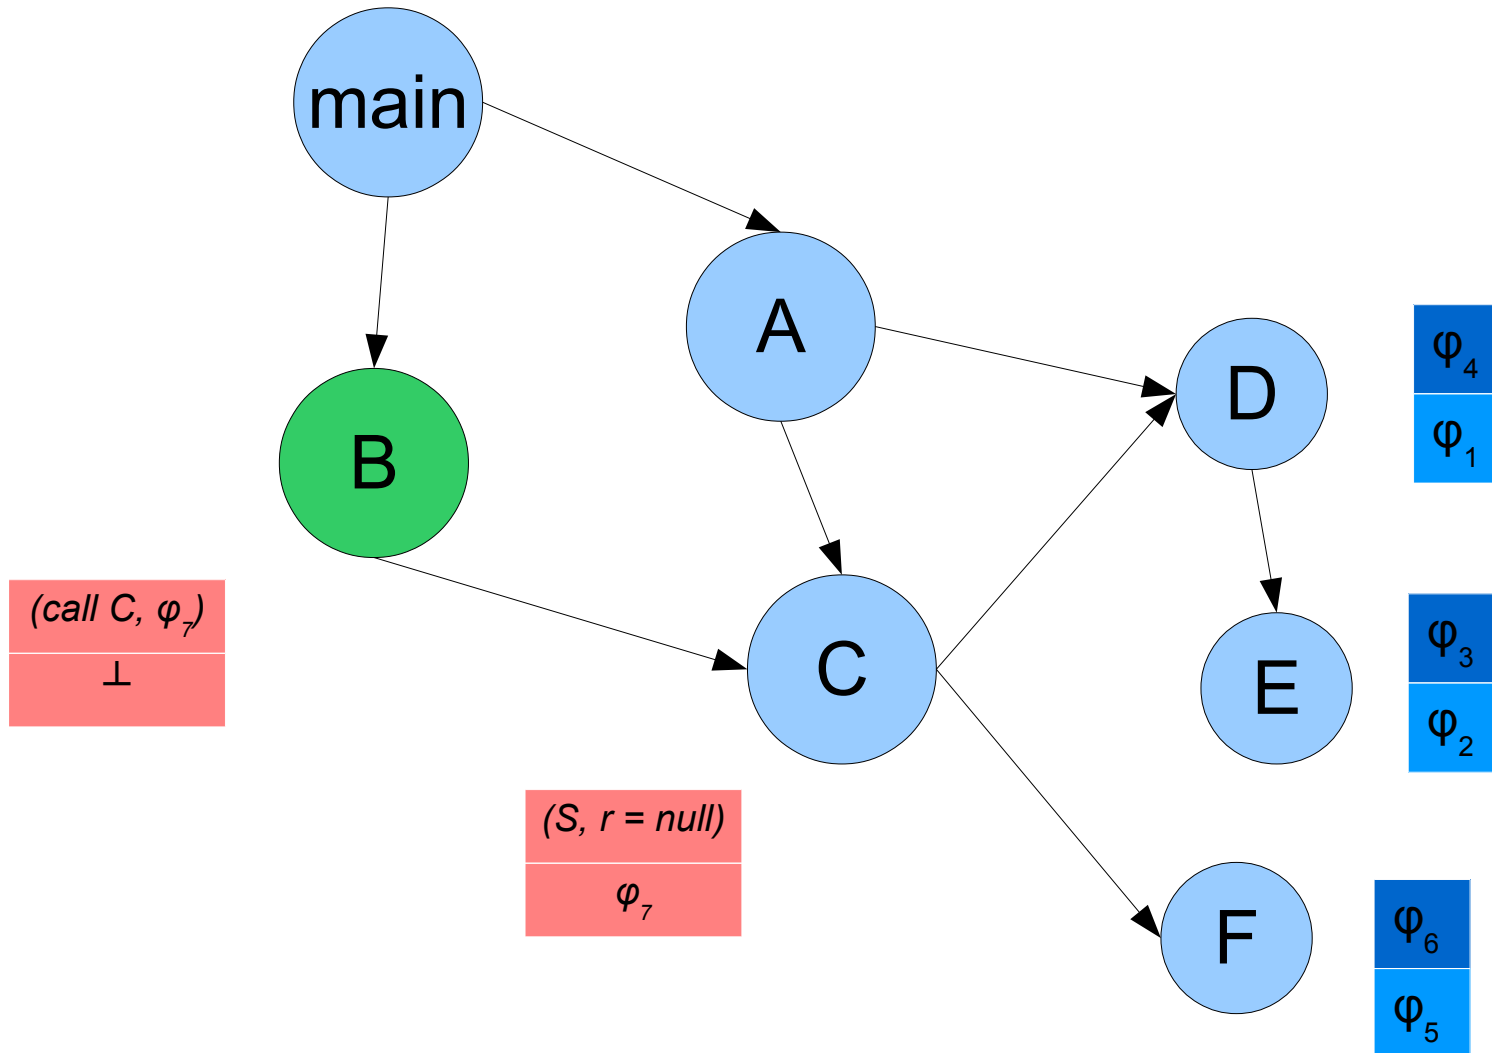 main
A
D
φ₄
φ₁
B
(call C, φ₇)
⊥
C
E
φ₃
φ₂
(S, r = null)
φ₇
F
φ₆
φ₅